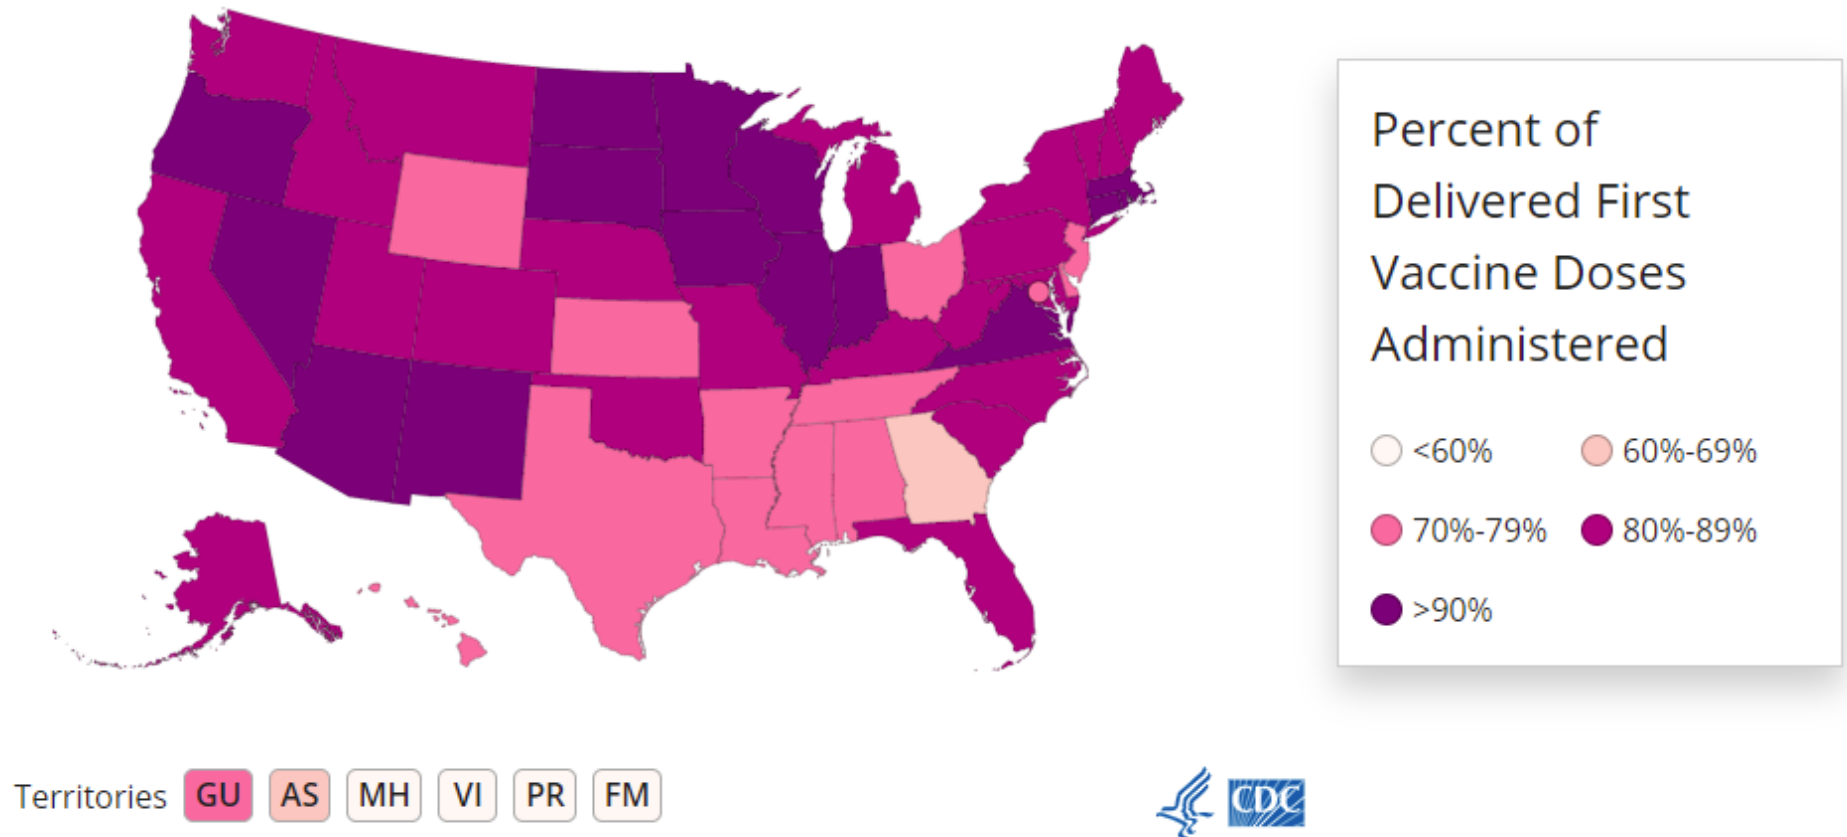 Percent of
Delivered First
Vaccine Doses
Administered
<60% 60%-69%
70%-79% 80%-89%
>90%
Territories GU AS MH VI PR FM
CDC